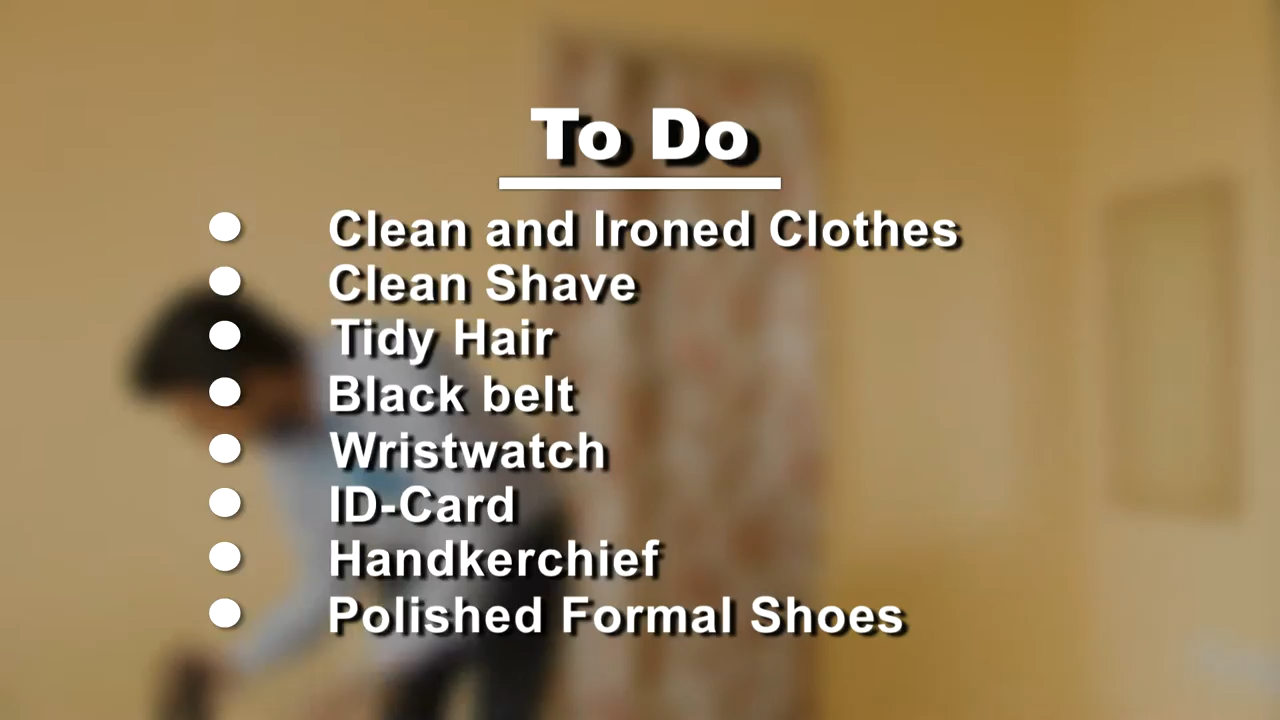 To Do
Clean and Ironed Clothes
Clean Shave
Tidy Hair
Black belt
Wristwatch
ID-Card
Handkerchief
Polished Formal Shoes